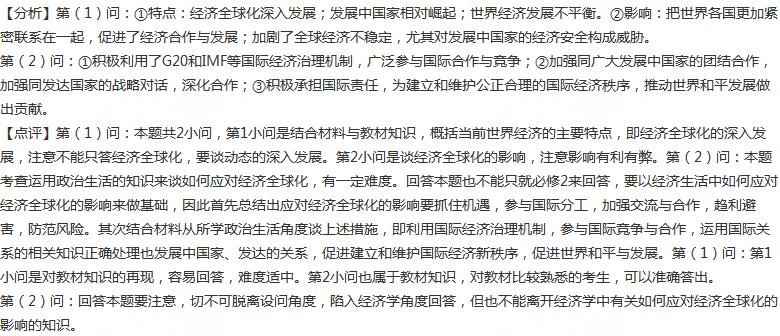 【分析】第（1）问：①特点：经济全球化深入发展；发展中国家相对崛起；世界经济发展不平衡。②影响：把世界各国更加紧
密联系在一起，促进了经济合作与发展；加剧了全球经济不稳定，尤其对发展中国家的经济安全构成威胁。
第（2）问：①积极利用了G20和IMF等国际经济治理机制，广泛参与国际合作与竞争；②加强同广大发展中国家的团结合作，
加强同发达国家的战略对话，深化合作；③积极承担国际责任，为建立和维护公正合理的国际经济秩序，推动世界和平发展做
出贡献。
【点评】第（1）问：本题共2小问，第1小问是结合材料与教材知识，概括当前世界经济的主要特点，即经济全球化的深入发
展，注意不能只答经济全球化，要谈动态的深入发展。第2小问是谈经济全球化的影响，注意影响有利有弊。第（2）问：本题
考查运用政治生活的知识来谈如何应对经济全球化，有一定难度。回答本题也不能只就必修2来回答，要以经济生活中如何应对
经济全球化的影响来做基础，因此首先总结出应对经济全球化的影响要抓住机遇，参与国际分工，加强交流与合作，趋利避
害，防范风险。其次结合材料从所学政治生活角度谈上述措施，即利用国际经济治理机制，参与国际竞争与合作，运用国际关
系的相关知识正确处理也发展中国家、发达的关系，促进建立和维护国际经济新秩序，促进世界和平与发展。第（1）问：第1
小问是对教材知识的再现，容易回答，难度适中。第2小问也属于教材知识，对教材比较熟悉的考生，可以准确答出。
第（2）问：回答本题要注意，切不可脱离设问角度，陷入经济学角度回答，但也不能离开经济学中有关如何应对经济全球化的
影响的知识。